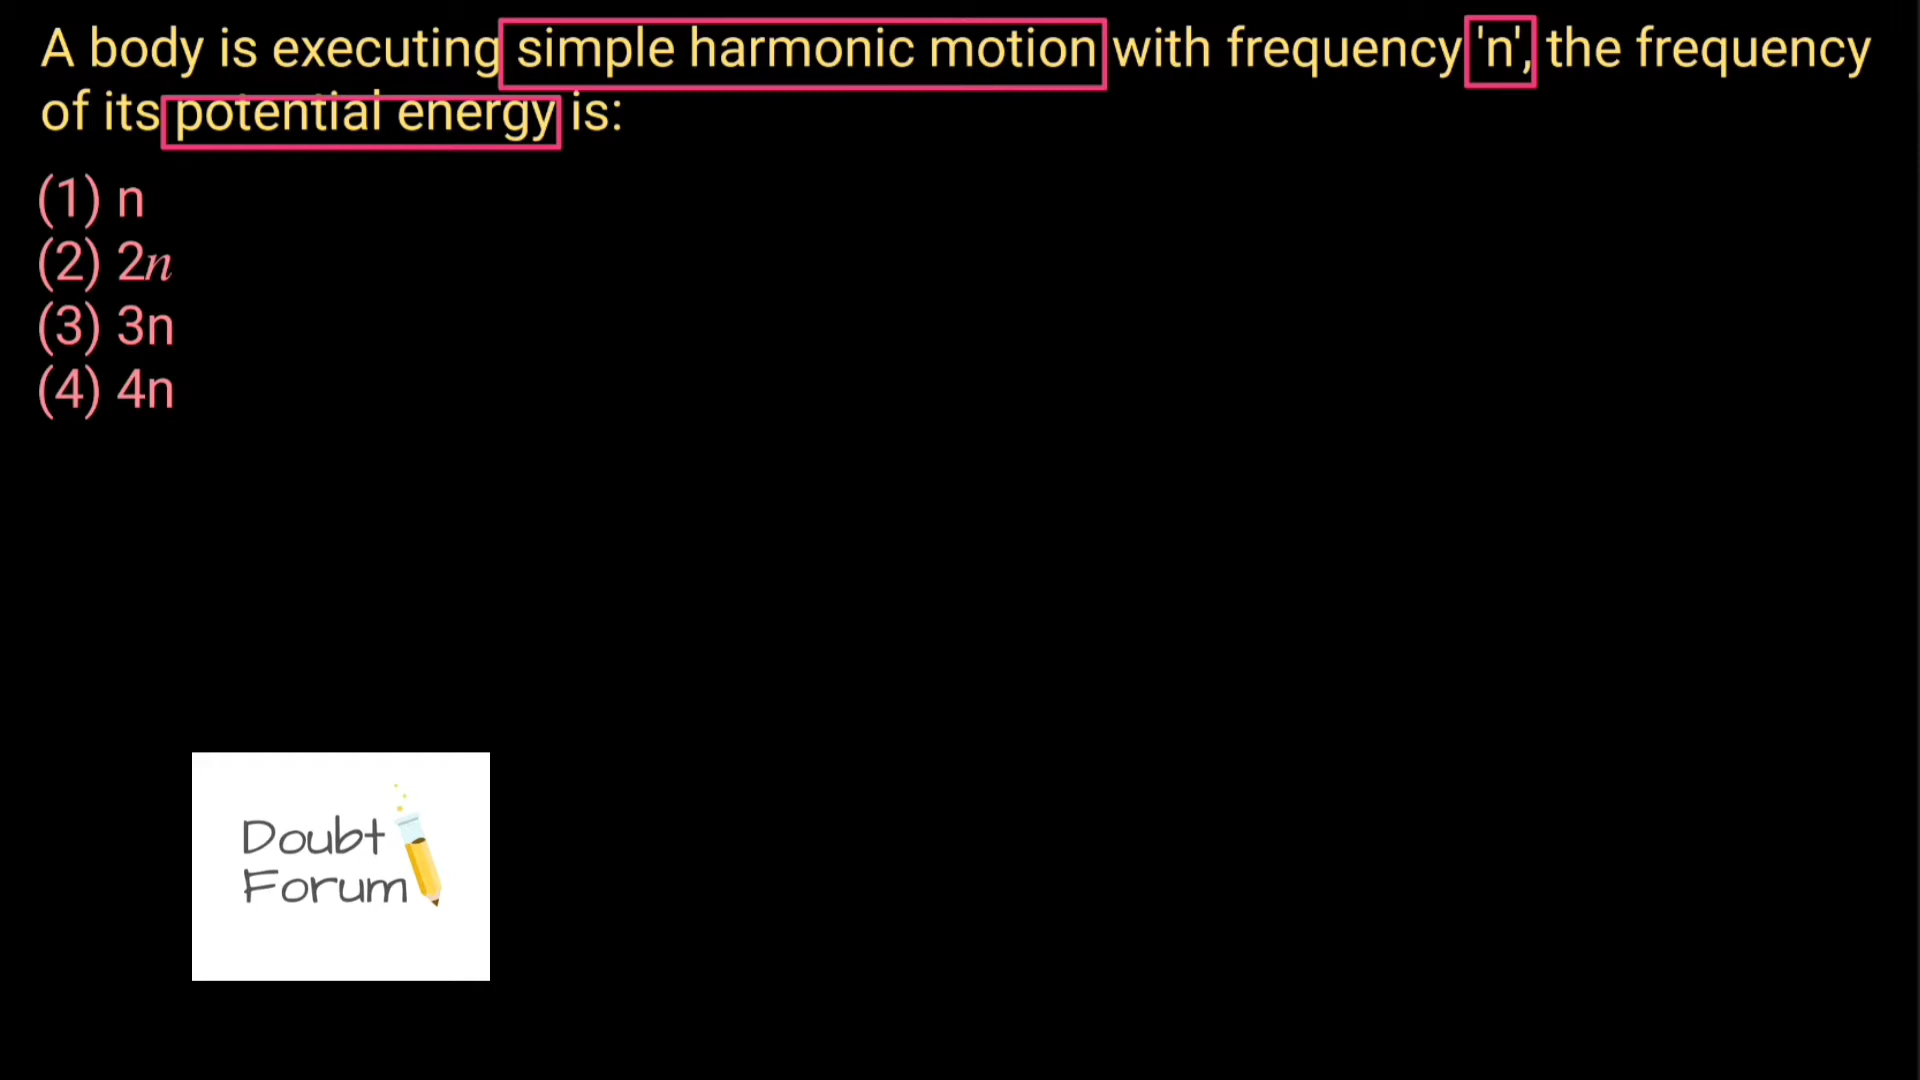 A body is executing simple harmonic motion with frequency 'n', the frequency
of its potential energy is:
(1) n
(2) 2n
(3) 3n
(4) 4n
Doubt
Forum